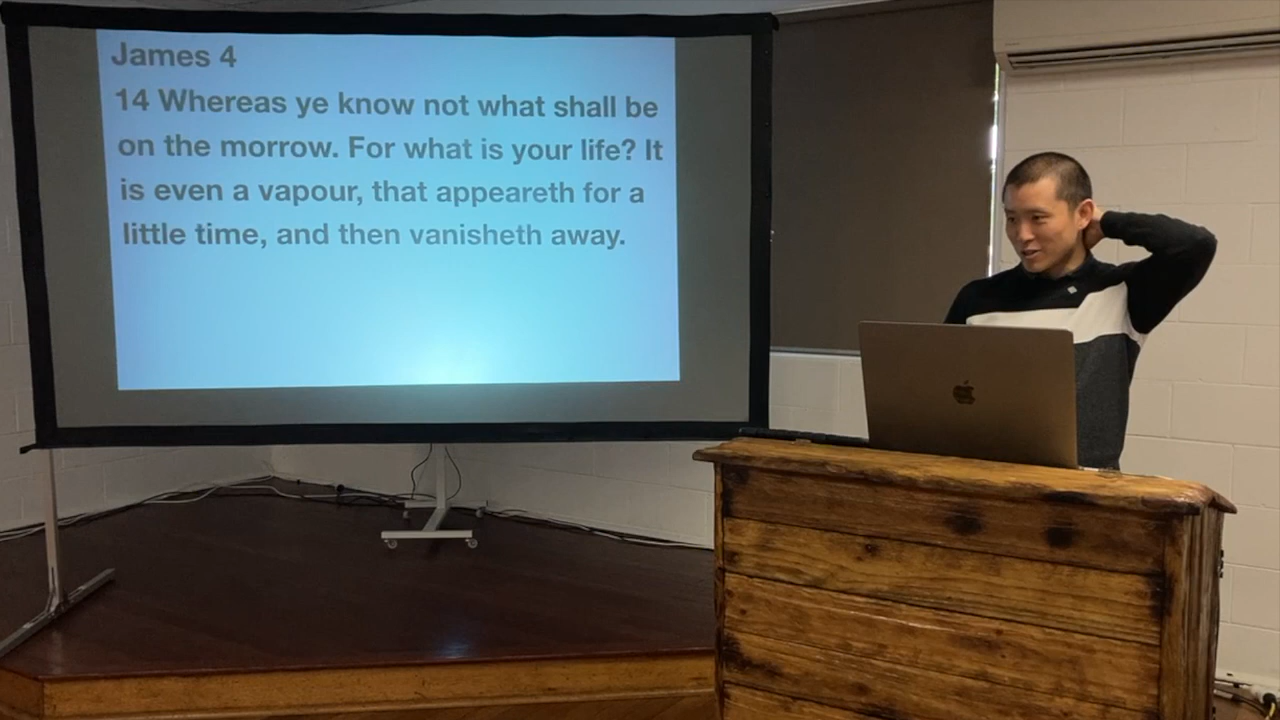 James 4
14 Whereas ye know not what shall be
on the morrow. For what is your life? It
is even a vapour, that appeareth for a
little time, and then vanisheth away.